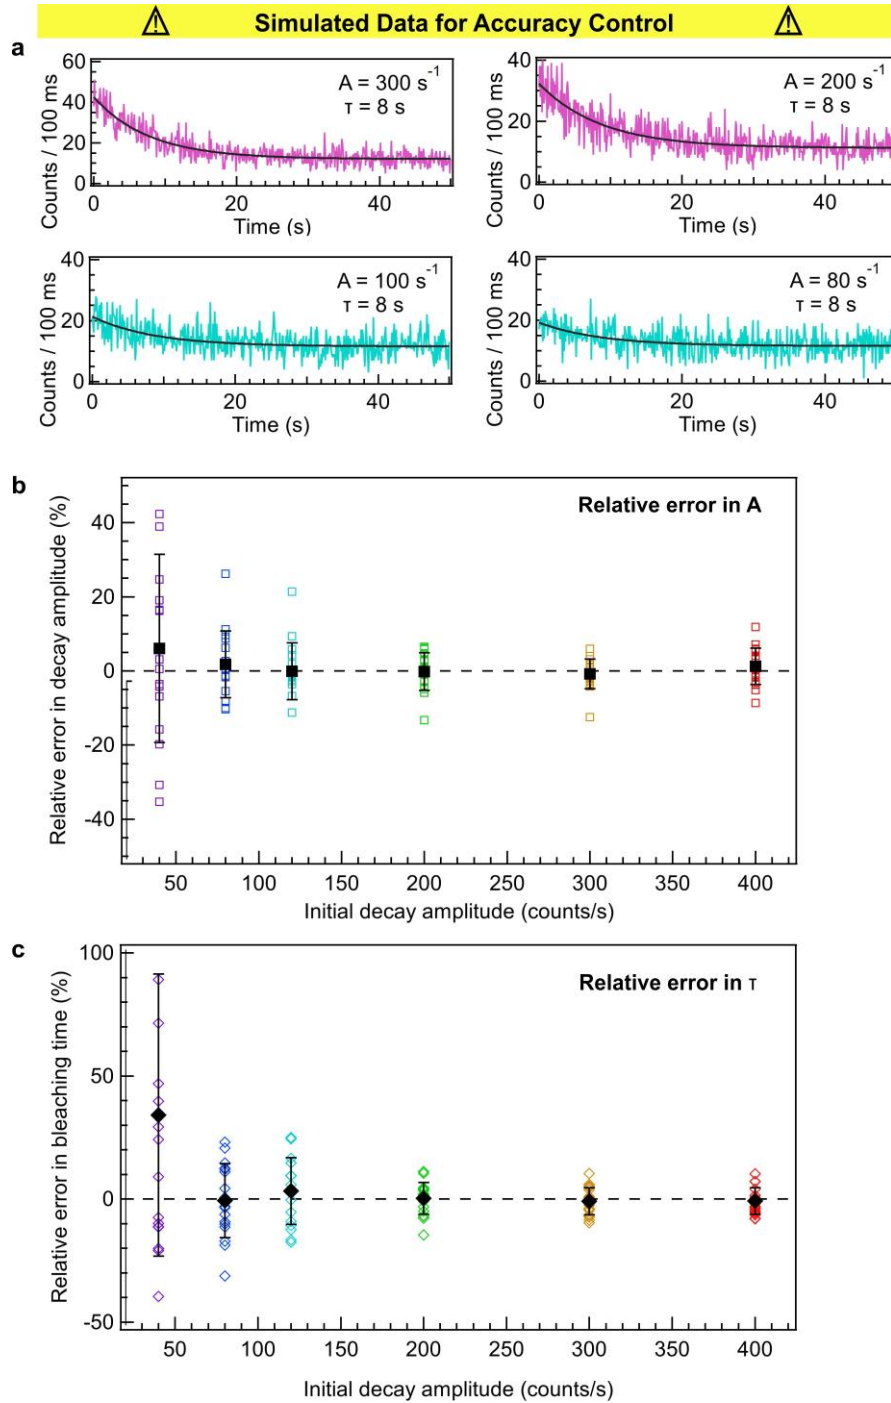 Simulated Data for Accuracy Control
a
60
40
20
0
Counts / 100 ms
A = 300 s⁻¹
τ = 8 s
0 20 40
Time (s)
40
20
0
Counts / 100 ms
A = 200 s⁻¹
τ = 8 s
0 20 40
Time (s)
40
20
0
Counts / 100 ms
A = 100 s⁻¹
τ = 8 s
0 20 40
Time (s)
40
20
0
Counts / 100 ms
A = 80 s⁻¹
τ = 8 s
0 20 40
Time (s)
b
Relative error in A
Relative error in decay amplitude (%)
40
20
0
-20
-40
50 100 150 200 250 300 350 400
Initial decay amplitude (counts/s)
c
Relative error in τ
Relative error in bleaching time (%)
100
50
0
-50
50 100 150 200 250 300 350 400
Initial decay amplitude (counts/s)